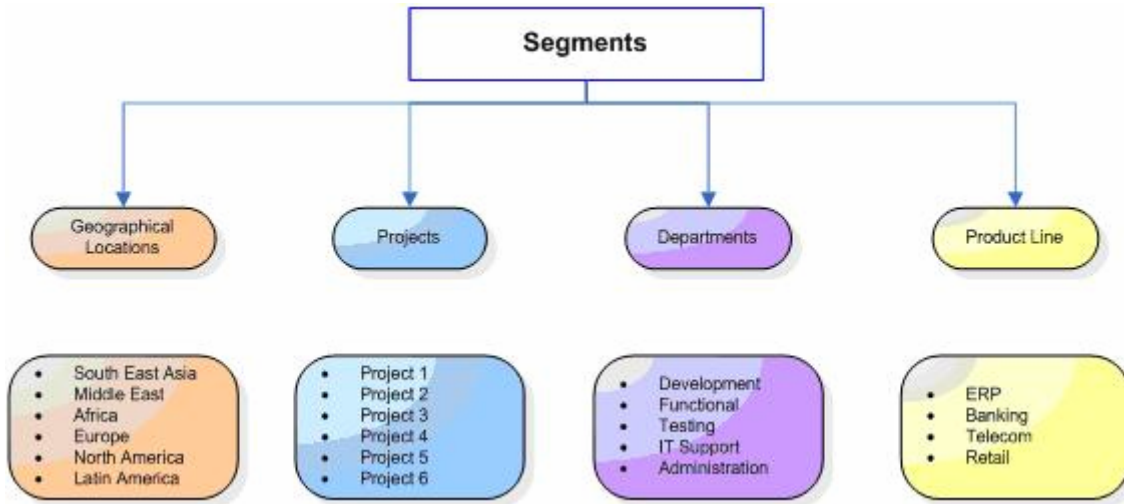 Segments
Geographical
Locations
Projects
Departments
Product Line
• South East Asia
• Middle East
• Africa
• Europe
• North America
• Latin America
• Project 1
• Project 2
• Project 3
• Project 4
• Project 5
• Project 6
• Development
• Functional
• Testing
• IT Support
• Administration
• ERP
• Banking
• Telecom
• Retail